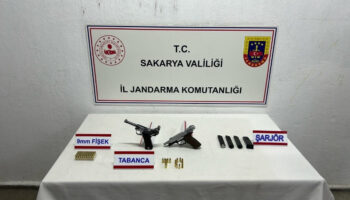 T.C.
SAKARYA VALİLİĞİ
İL JANDARMA KOMUTANLIĞI
9mm FİŞEK
TABANCA
ŞARJÖR